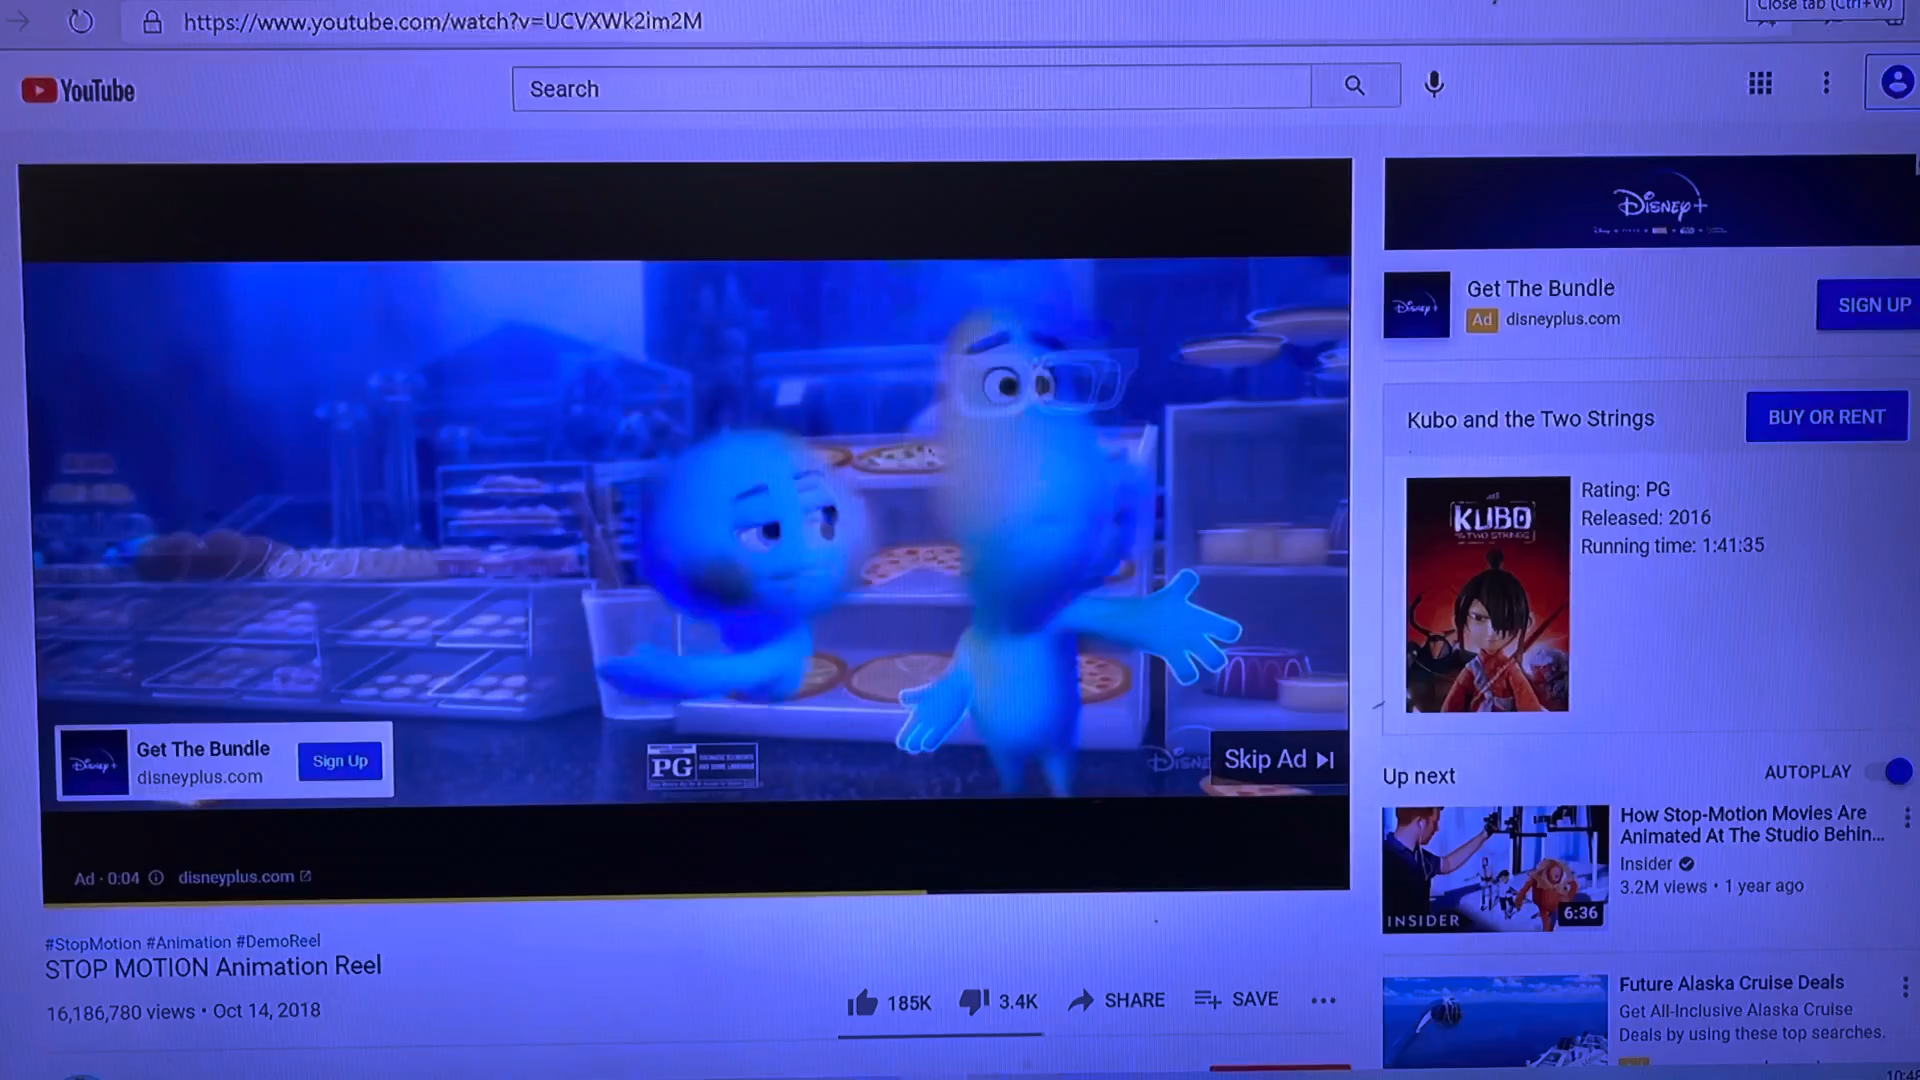 Close tab (Ctrl+W)
https://www.youtube.com/watch?v=UCVXWk2im2M
YouTube
Search
Disney+
Get The Bundle
Ad disneyplus.com
SIGN UP
Kubo and the Two Strings
BUY OR RENT
KUBO
AND THE TWO STRINGS
Rating: PG
Released: 2016
Running time: 1:41:35
Get The Bundle
disneyplus.com
Sign Up
PG
Skip Ad
Ad · 0:04
disneyplus.com
Up next
AUTOPLAY
How Stop-Motion Movies Are
Animated At The Studio Behin...
Insider
3.2M views • 1 year ago
INSIDER
6:36
#StopMotion #Animation #DemoReel
STOP MOTION Animation Reel
16,186,780 views • Oct 14, 2018
185K
3.4K
SHARE
SAVE
Future Alaska Cruise Deals
Get All-Inclusive Alaska Cruise
Deals by using these top searches.